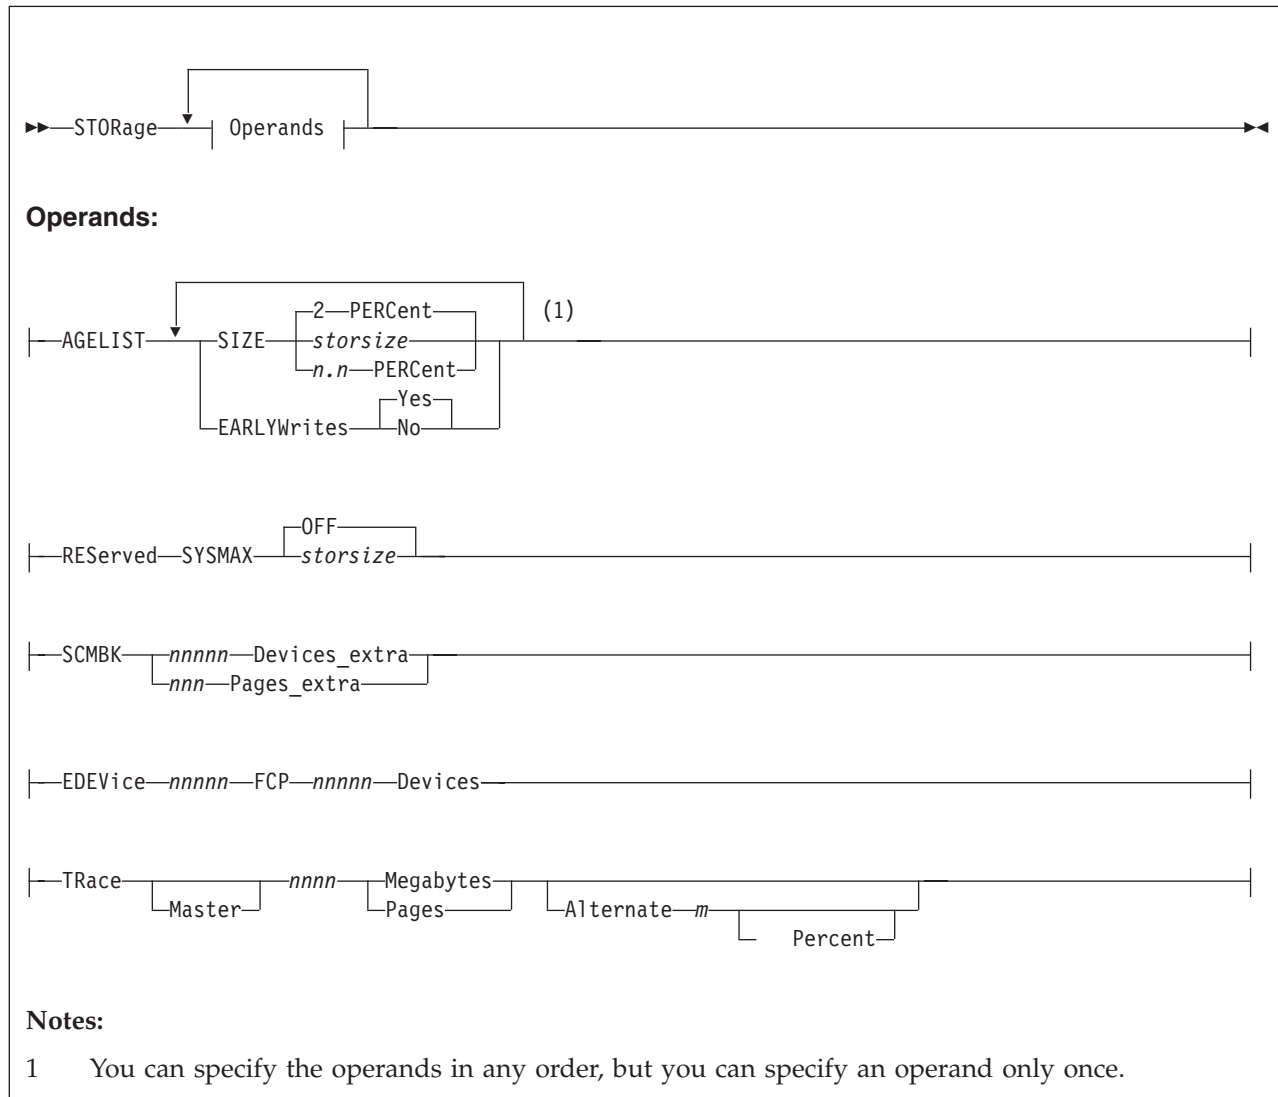 STORage Operands
Operands:
2 PERCent (1)
AGELIST SIZE storsize
n.n PERCent
Yes
EARLYWrites No
OFF
REServed SYSMAX storsize
SCMBK nnnnn Devices_extra
nnn Pages_extra
EDEVice nnnnn FCP nnnnn Devices
TRace nnnn Megabytes
Master Pages Alternate m
Percent
Notes:
1 You can specify the operands in any order, but you can specify an operand only once.